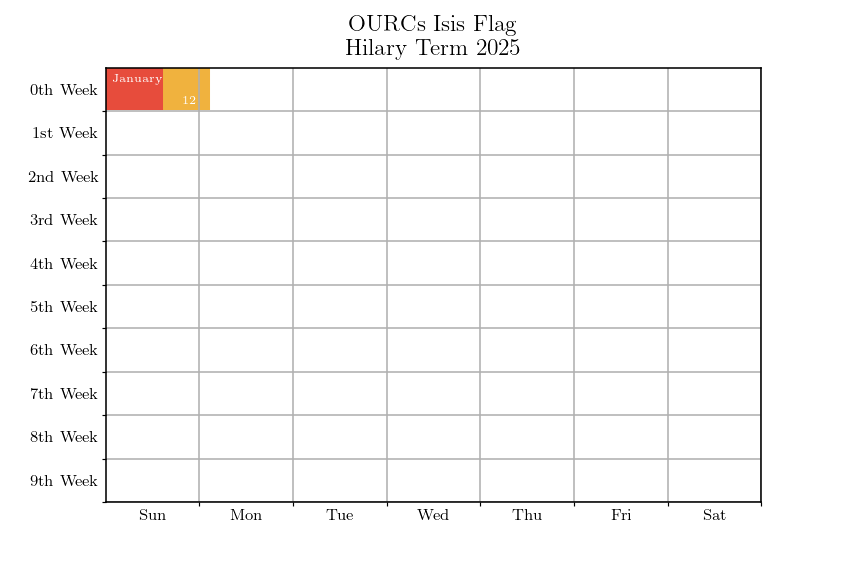 OURCs Isis Flag
Hilary Term 2025
January
12
0th Week
1st Week
2nd Week
3rd Week
4th Week
5th Week
6th Week
7th Week
8th Week
9th Week
Sun Mon Tue Wed Thu Fri Sat